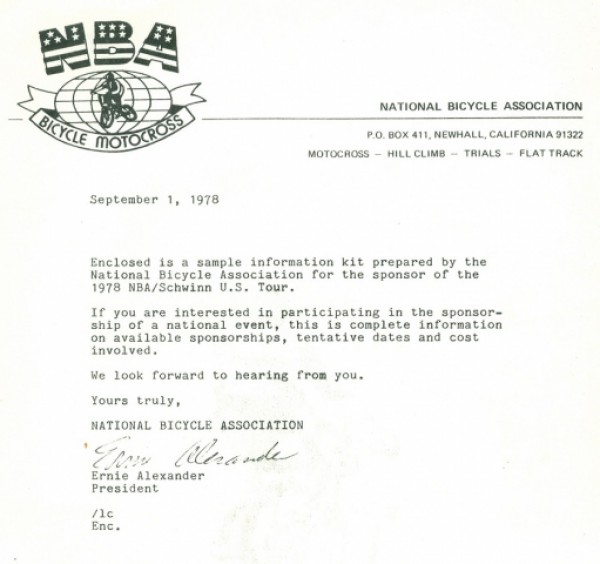 NBA
BICYCLE MOTOCROSS
NATIONAL BICYCLE ASSOCIATION
P.O. BOX 411, NEWHALL, CALIFORNIA 91322
MOTOCROSS – HILL CLIMB – TRIALS – FLAT TRACK
September 1, 1978
Enclosed is a sample information kit prepared by the
National Bicycle Association for the sponsor of the
1978 NBA/Schwinn U.S. Tour.
If you are interested in participating in the sponsor-
ship of a national event, this is complete information
on available sponsorships, tentative dates and cost
involved.
We look forward to hearing from you.
Yours truly,
NATIONAL BICYCLE ASSOCIATION
Ernie Alexander
Ernie Alexander
President
/lc
Enc.